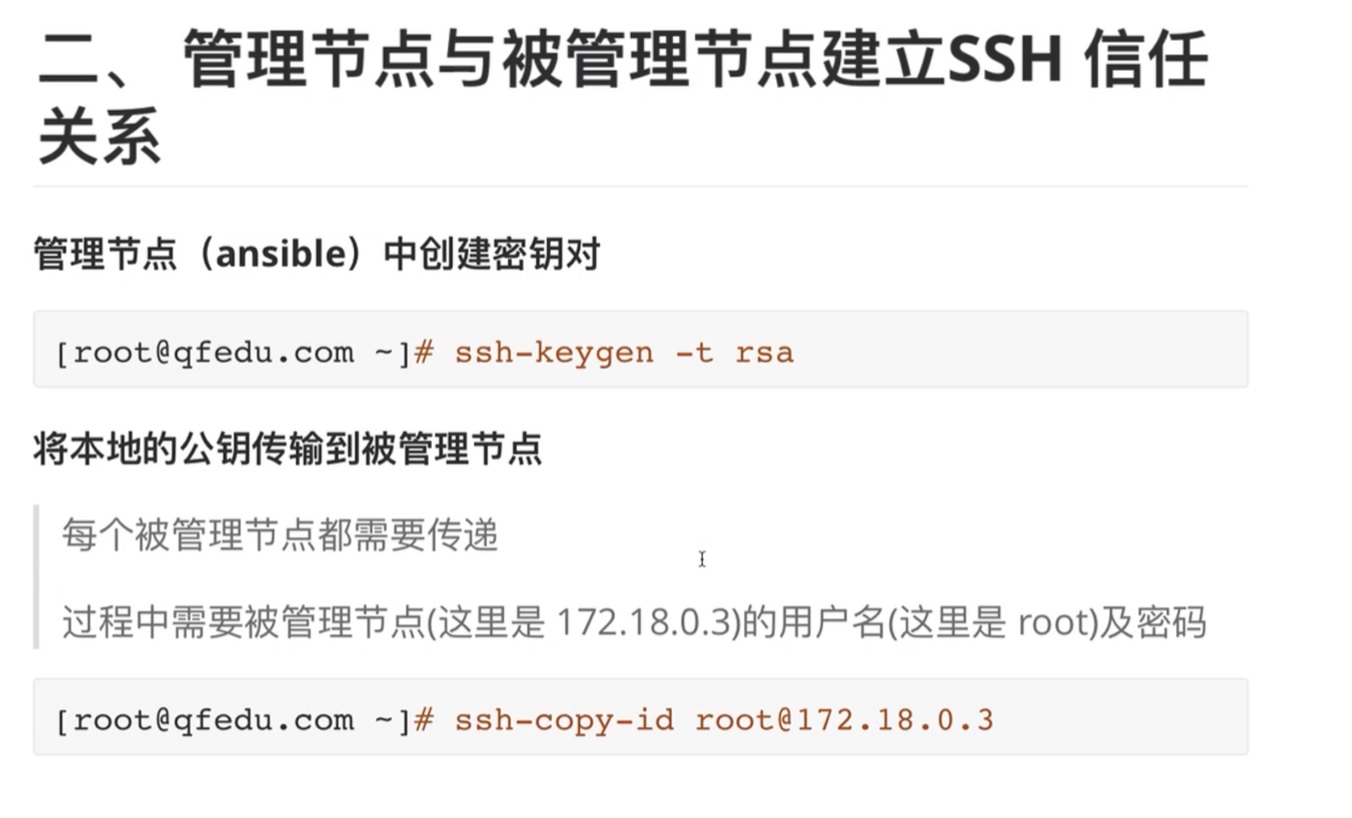 二、 管理节点与被管理节点建立SSH 信任
关系
管理节点（ansible）中创建密钥对
[root@qfedu.com ~]# ssh-keygen -t rsa
将本地的公钥传输到被管理节点
每个被管理节点都需要传递
过程中需要被管理节点(这里是 172.18.0.3)的用户名(这里是 root)及密码
[root@qfedu.com ~]# ssh-copy-id root@172.18.0.3